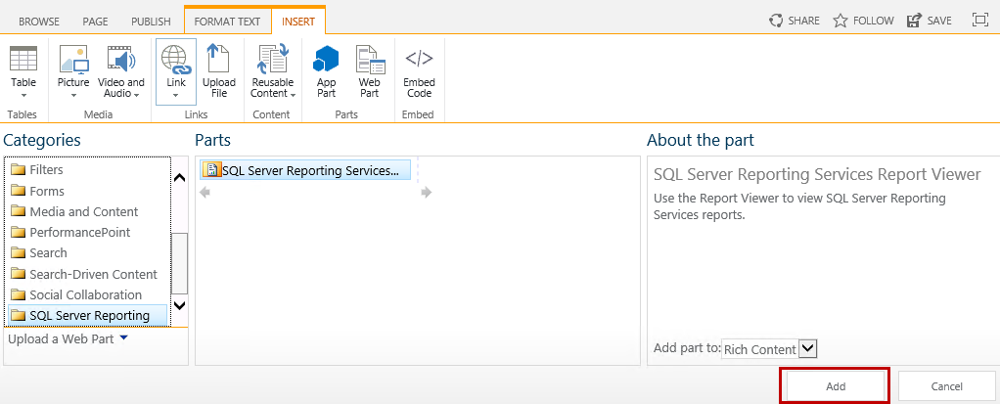 BROWSE PAGE PUBLISH FORMAT TEXT INSERT SHARE FOLLOW SAVE
Table Picture Video and Audio Link Upload File Reusable Content App Part Web Part Embed Code
Tables Media Links Content Parts Embed
Categories Parts About the part
Filters
Forms
Media and Content
PerformancePoint
Search
Search-Driven Content
Social Collaboration
SQL Server Reporting
Upload a Web Part
SQL Server Reporting Services...
SQL Server Reporting Services Report Viewer
Use the Report Viewer to view SQL Server Reporting
Services reports.
Add part to: Rich Content
Add Cancel